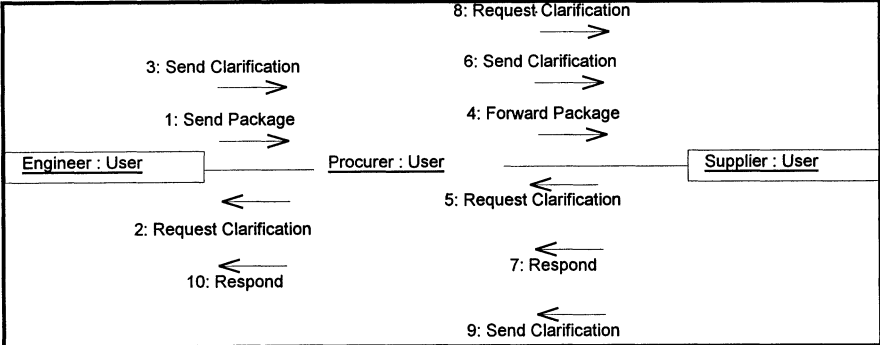 8: Request Clarification
3: Send Clarification
6: Send Clarification
1: Send Package
4: Forward Package
Engineer : User
Procurer : User
Supplier : User
2: Request Clarification
5: Request Clarification
10: Respond
7: Respond
9: Send Clarification